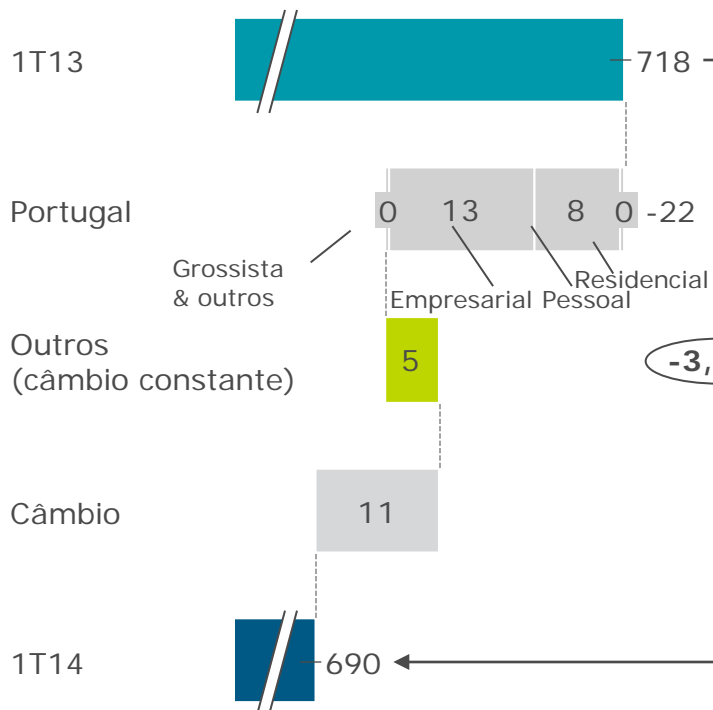 1T13
718
Portugal
0 13 8 0 -22
Grossista
& outros
Residencial
Empresarial Pessoal
Outros
(câmbio constante)
5
-3,
Câmbio
11
1T14
690